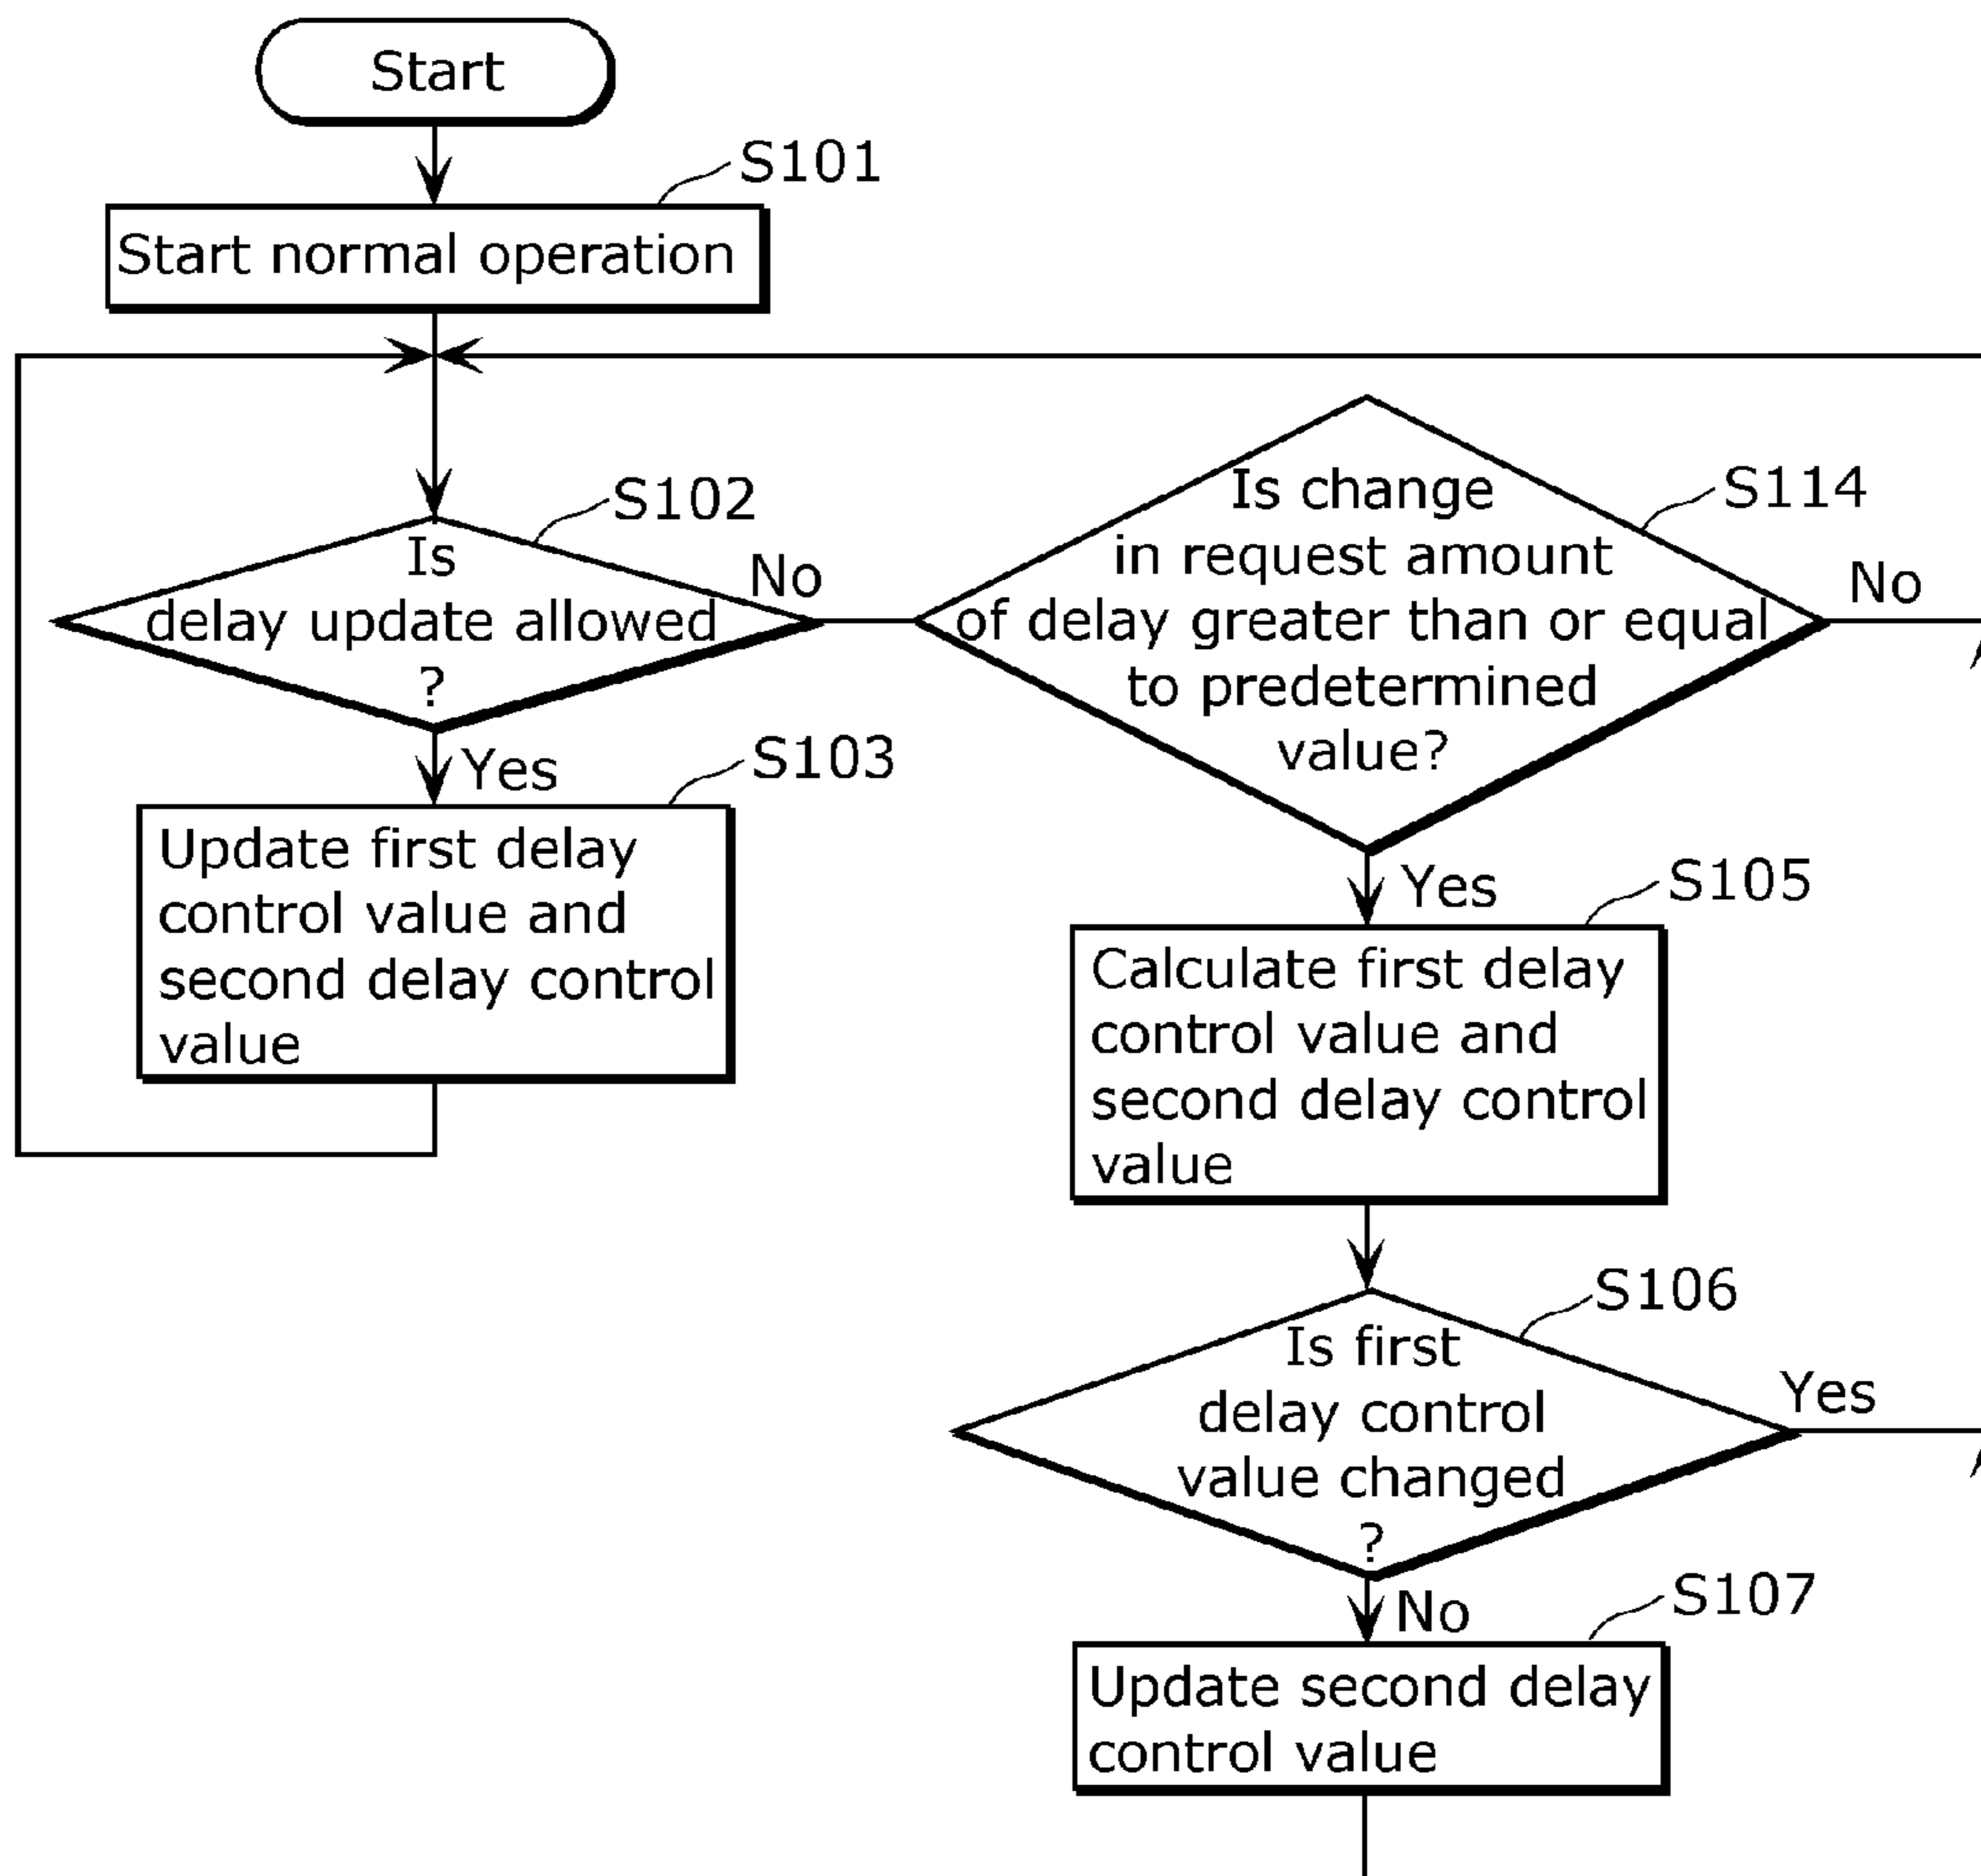 Start
S101
Start normal operation
S102
Is
delay update allowed
?
No
Yes
S103
Update first delay
control value and
second delay control
value
S114
Is change
in request amount
of delay greater than or equal
to predetermined
value?
No
Yes
S105
Calculate first delay
control value and
second delay control
value
S106
Is first
delay control
value changed
?
Yes
No
S107
Update second delay
control value